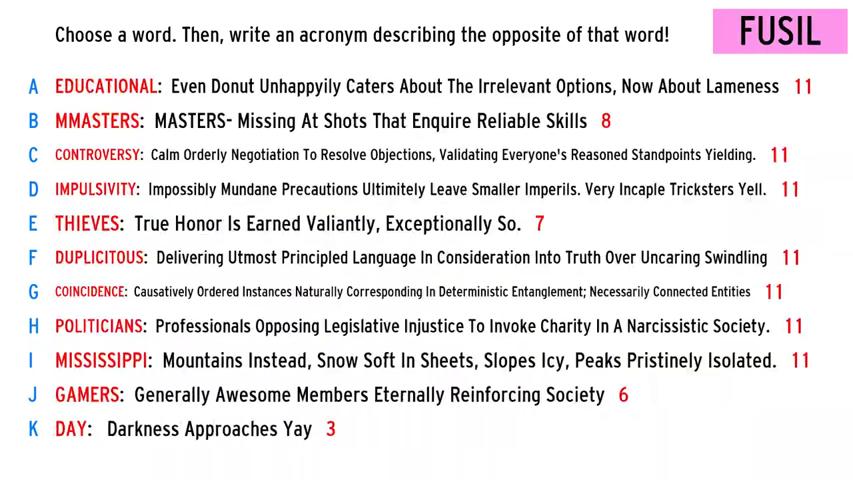 Choose a word. Then, write an acronym describing the opposite of that word!
FUSIL
A EDUCATIONAL: Even Donut Unhappyily Caters About The Irrelevant Options, Now About Lameness 11
B MMASTERS: MASTERS- Missing At Shots That Enquire Reliable Skills 8
C CONTROVERSY: Calm Orderly Negotiation To Resolve Objections, Validating Everyone's Reasoned Standpoints Yielding. 11
D IMPULSIVITY: Impossibly Mundane Precautions Ultimitely Leave Smaller Imperils. Very Incaple Tricksters Yell. 11
E THIEVES: True Honor Is Earned Valiantly, Exceptionally So. 7
F DUPLICITOUS: Delivering Utmost Principled Language In Consideration Into Truth Over Uncaring Swindling 11
G COINCIDENCE: Causatively Ordered Instances Naturally Corresponding In Deterministic Entanglement; Necessarily Connected Entities 11
H POLITICIANS: Professionals Opposing Legislative Injustice To Invoke Charity In A Narcissistic Society. 11
I MISSISSIPPI: Mountains Instead, Snow Soft In Sheets, Slopes Icy, Peaks Pristinely Isolated. 11
J GAMERS: Generally Awesome Members Eternally Reinforcing Society 6
K DAY: Darkness Approaches Yay 3